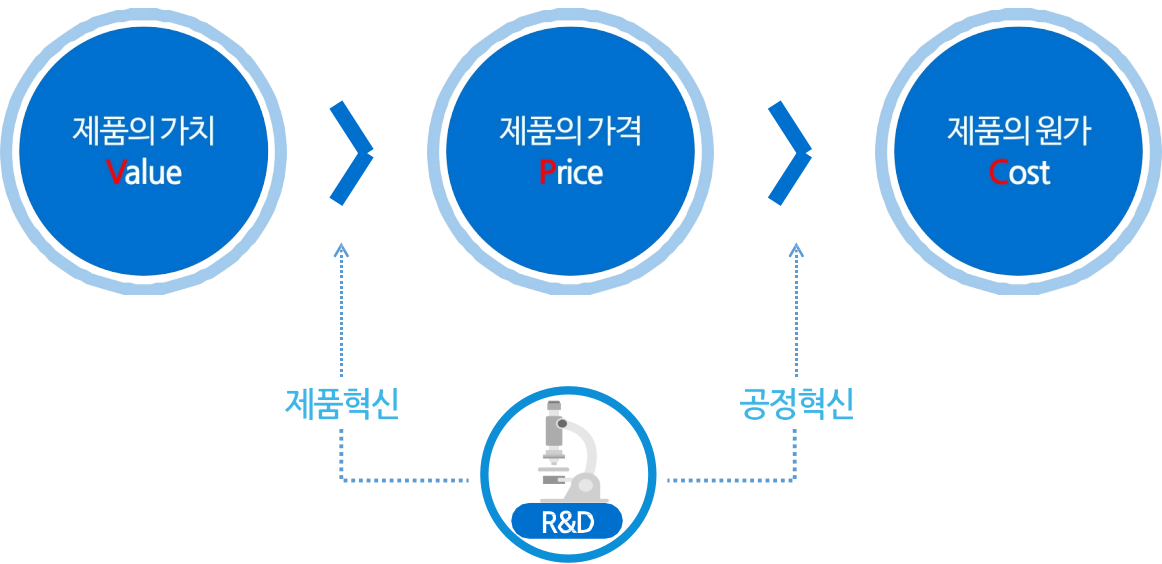 제품의 가치
Value
제품의 가격
Price
제품의 원가
Cost
제품혁신
공정혁신
R&D